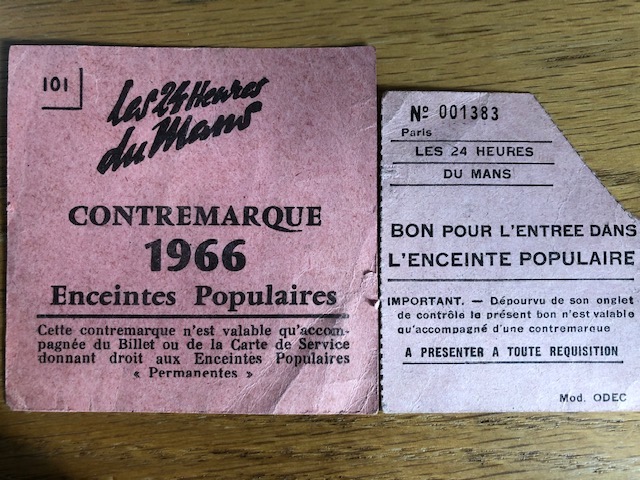 101
Les 24 Heures
du Mans
CONTREMARQUE
1966
Enceintes Populaires
Cette contremarque n'est valable qu'accom-
pagnée du Billet ou de la Carte de Service
donnant droit aux Enceintes Populaires
« Permanentes »
Nº 001383
Paris
LES 24 HEURES
DU MANS
BON POUR L'ENTREE DANS
L'ENCEINTE POPULAIRE
IMPORTANT. — Dépourvu de son onglet
de contrôle le présent bon n'est valable
qu'accompagné d'une contremarque
A PRESENTER A TOUTE REQUISITION
Mod. ODEC